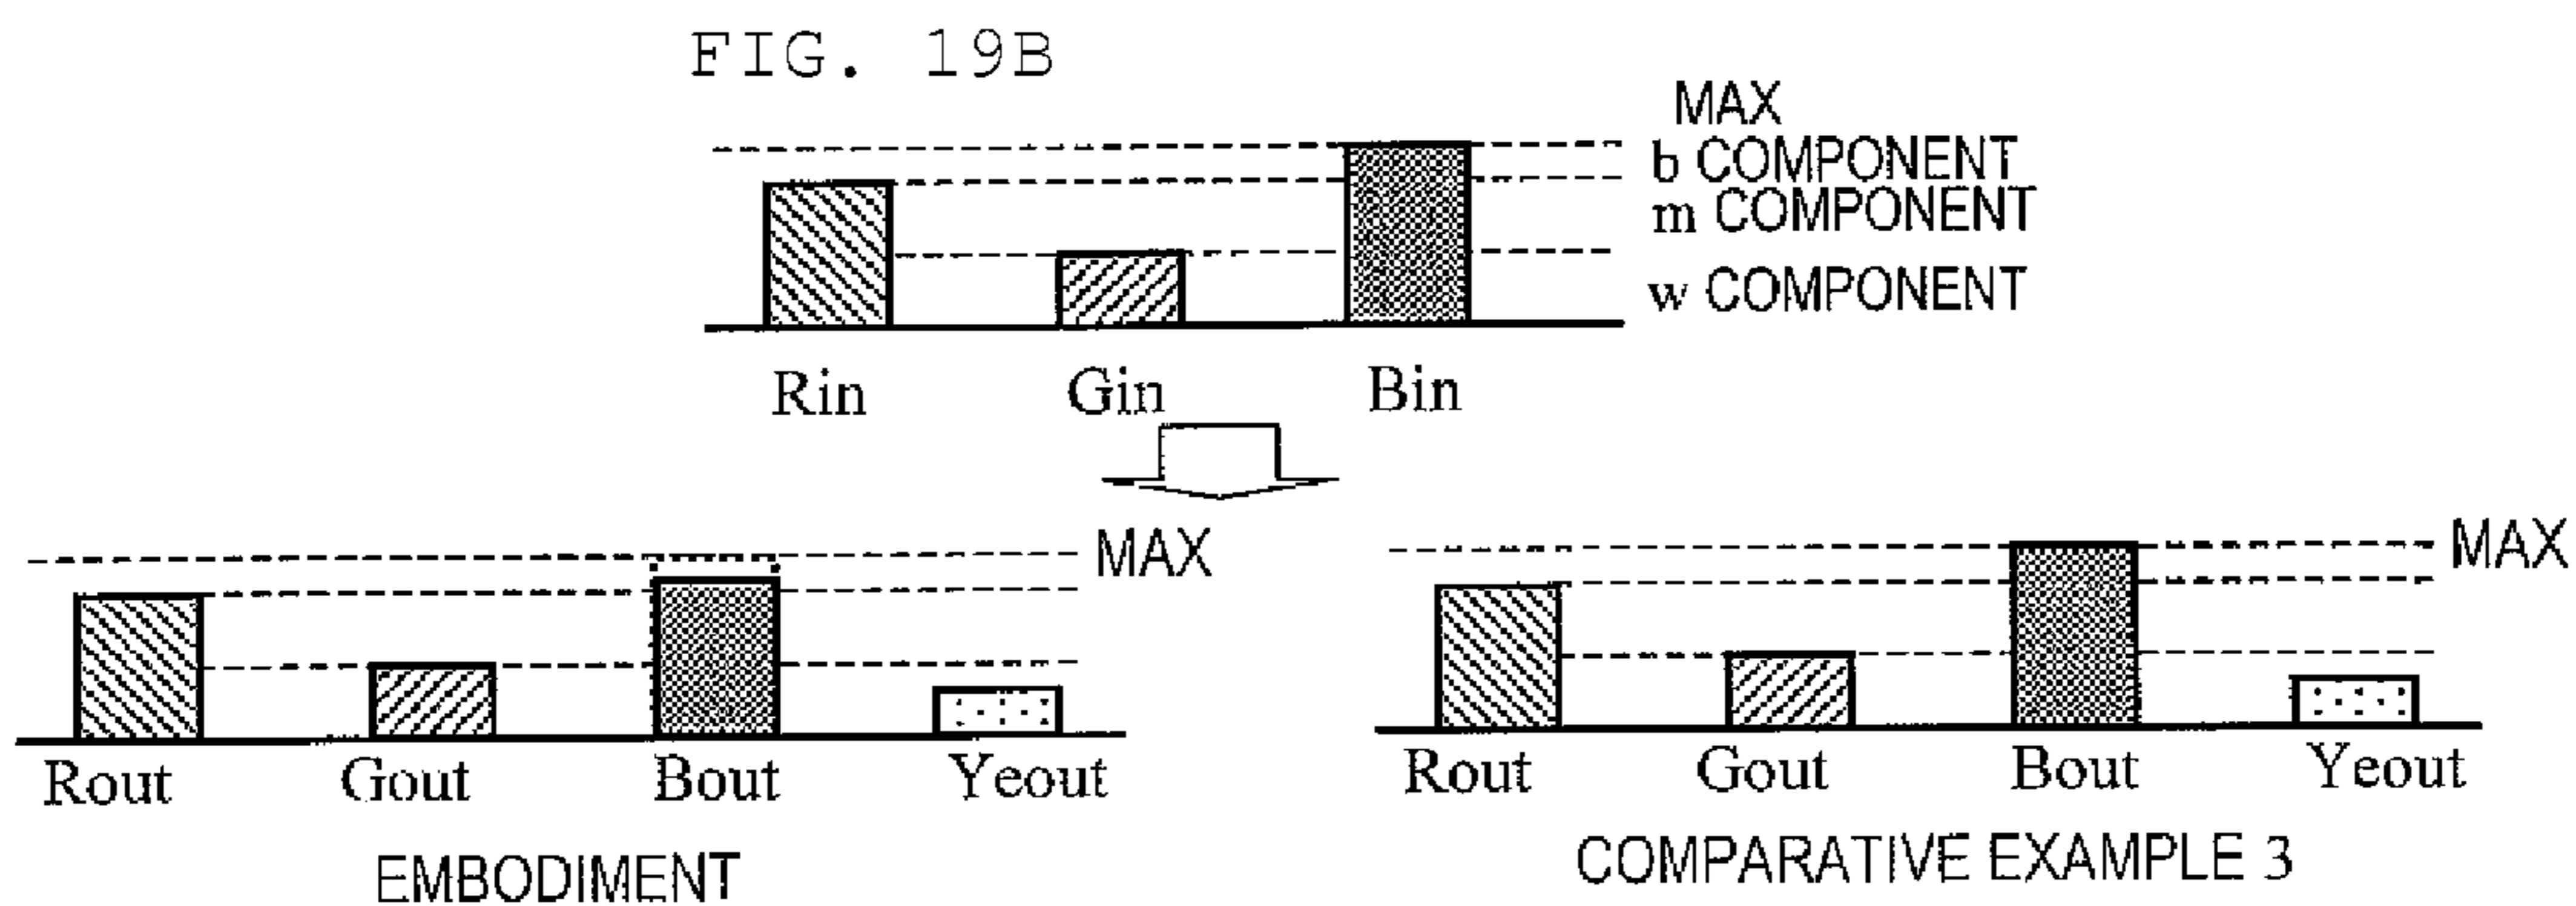 FIG. 19B
MAX
b COMPONENT
m COMPONENT
w COMPONENT
Rin Gin Bin
MAX
MAX
Rout Gout Bout Yeout
Rout Gout Bout Yeout
EMBODIMENT
COMPARATIVE EXAMPLE 3